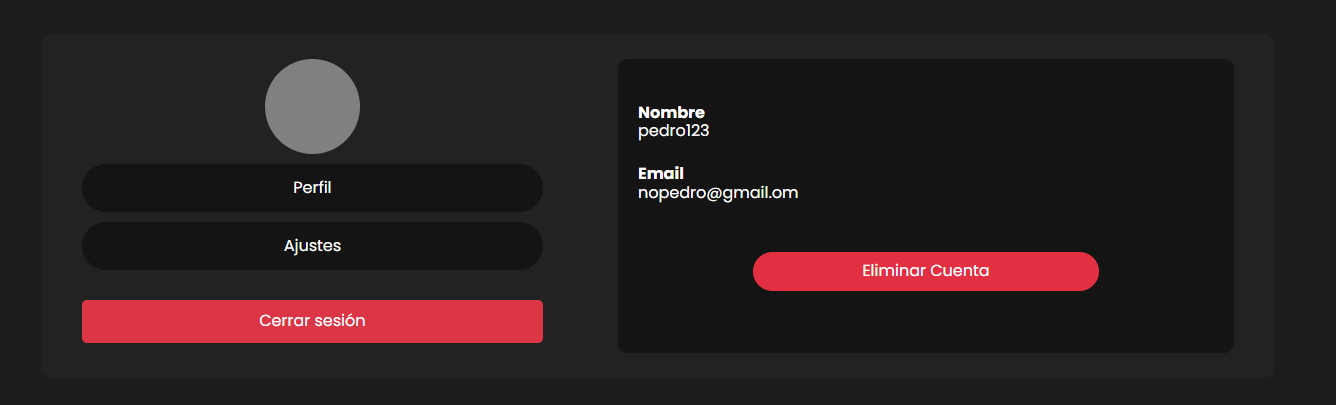 Perfil
Ajustes
Cerrar sesión
Nombre
pedro123
Email
nopedro@gmail.om
Eliminar Cuenta